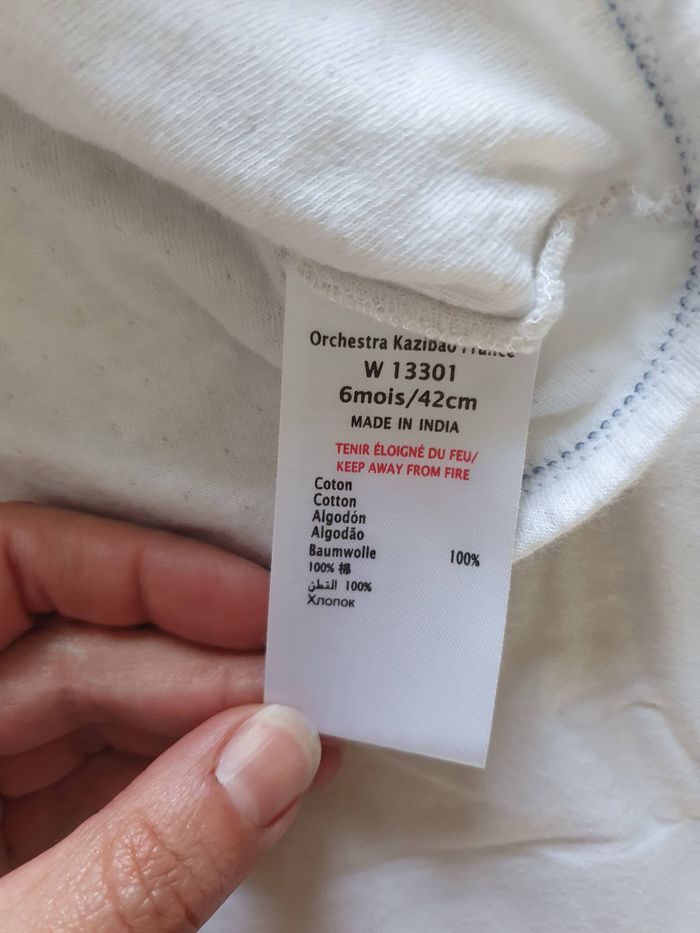 Orchestra Kazibao France
W 13301
6mois/42cm
MADE IN INDIA
TENIR ÉLOIGNÉ DU FEU/
KEEP AWAY FROM FIRE
Coton
Cotton
Algodón
Algodão
Baumwolle 100%
100% 棉
القطن 100%
Хлопок